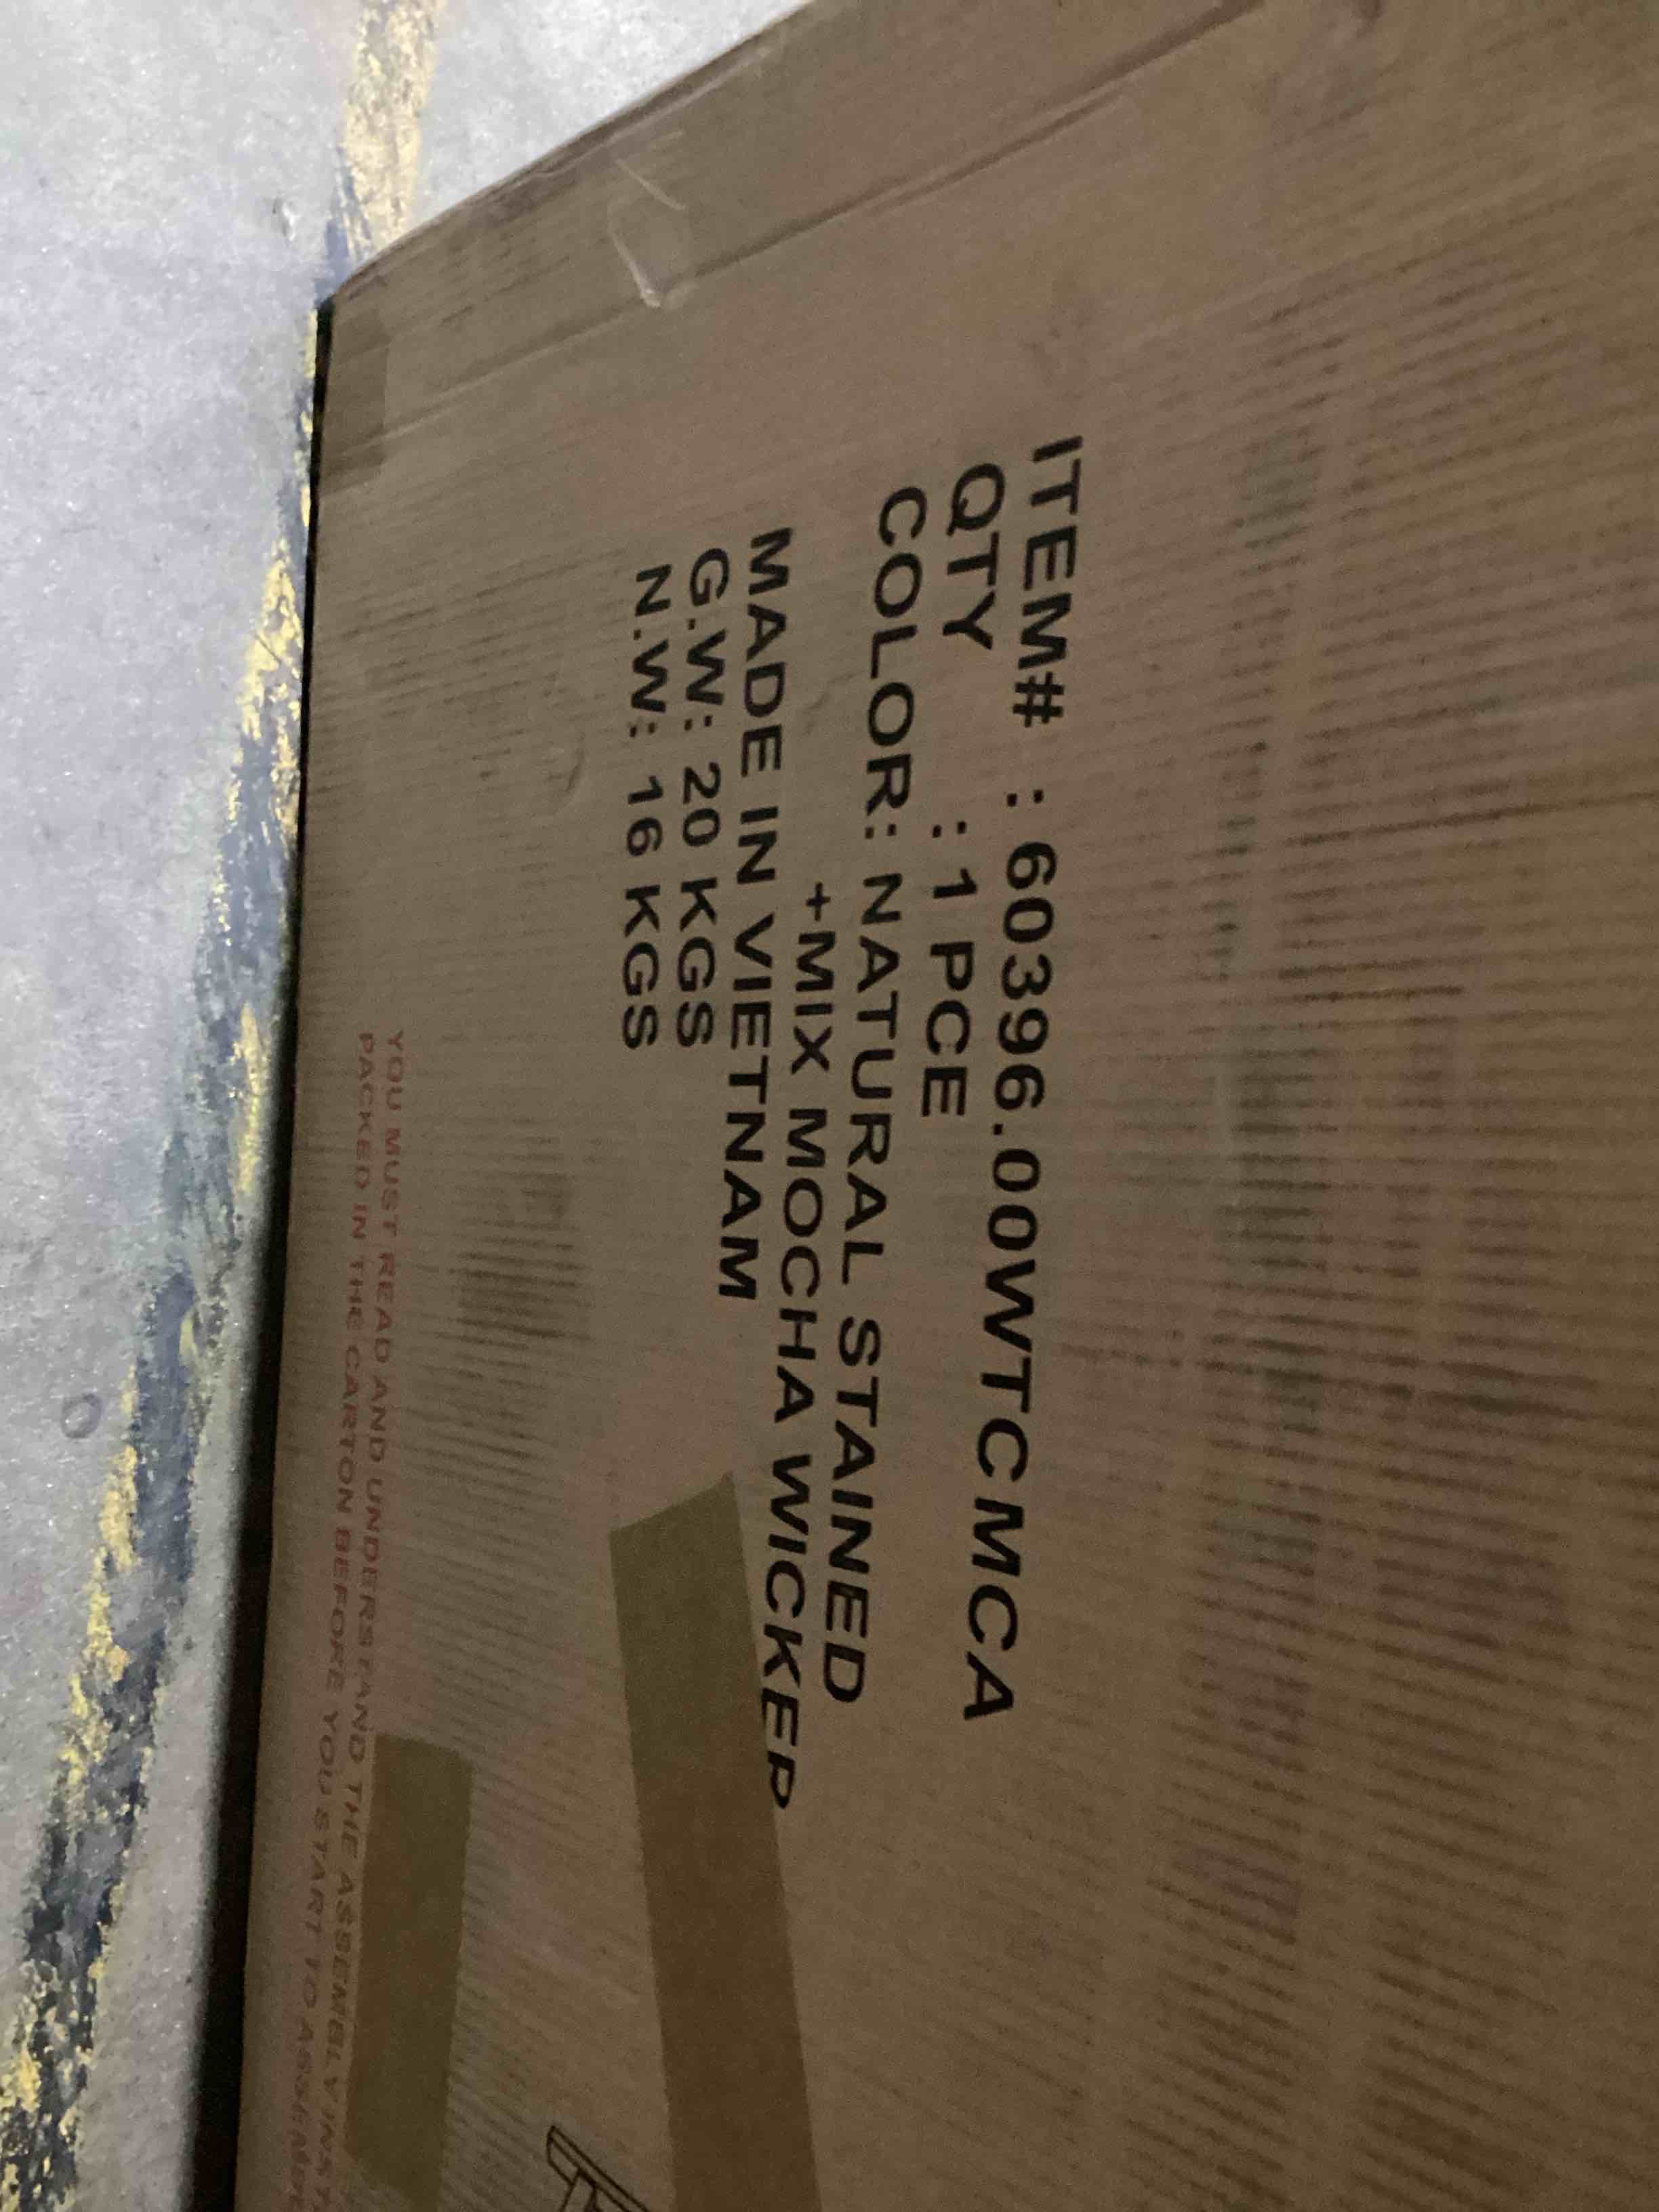 ITEM# : 60396.00WTCMCA
QTY : 1 PCE
COLOR: NATURAL STAINED
+MIX MOCHA WICKER
MADE IN VIETNAM
G.W: 20 KGS
N.W: 16 KGS
YOU MUST READ AND UNDERSTAND THE ASSEMBLY
PACKED IN THE CARTON BEFORE YOU START TO